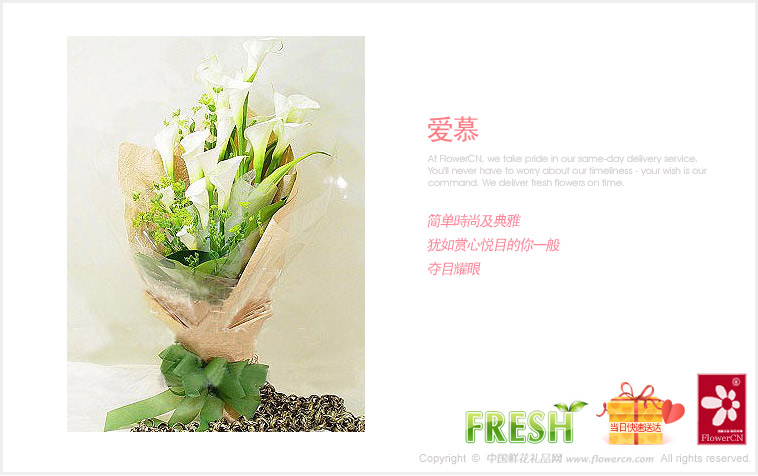 爱慕
At FlowerCN, we take pride in our same-day delivery service.
You'll never have to worry about our timeliness - your wish is our
command. We deliver fresh flowers on time.
简单時尚及典雅
犹如赏心悦目的你一般
夺目耀眼
FRESH
当日快速送达
FlowerCN
Copyright © 中国鲜花礼品网 www.flowercn.com All rights reserved.